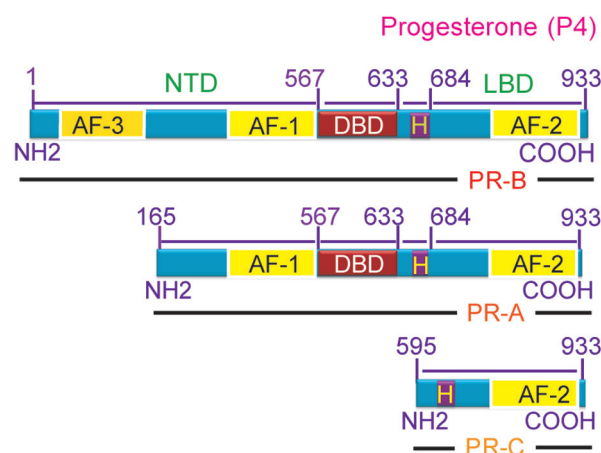 Progesterone (P4)
1 NTD 567 633 684 LBD 933
AF-3 AF-1 DBD H AF-2
NH2 COOH
PR-B
165 567 633 684 933
AF-1 DBD H AF-2
NH2 COOH
PR-A
595 933
H AF-2
NH2 COOH
PR-C